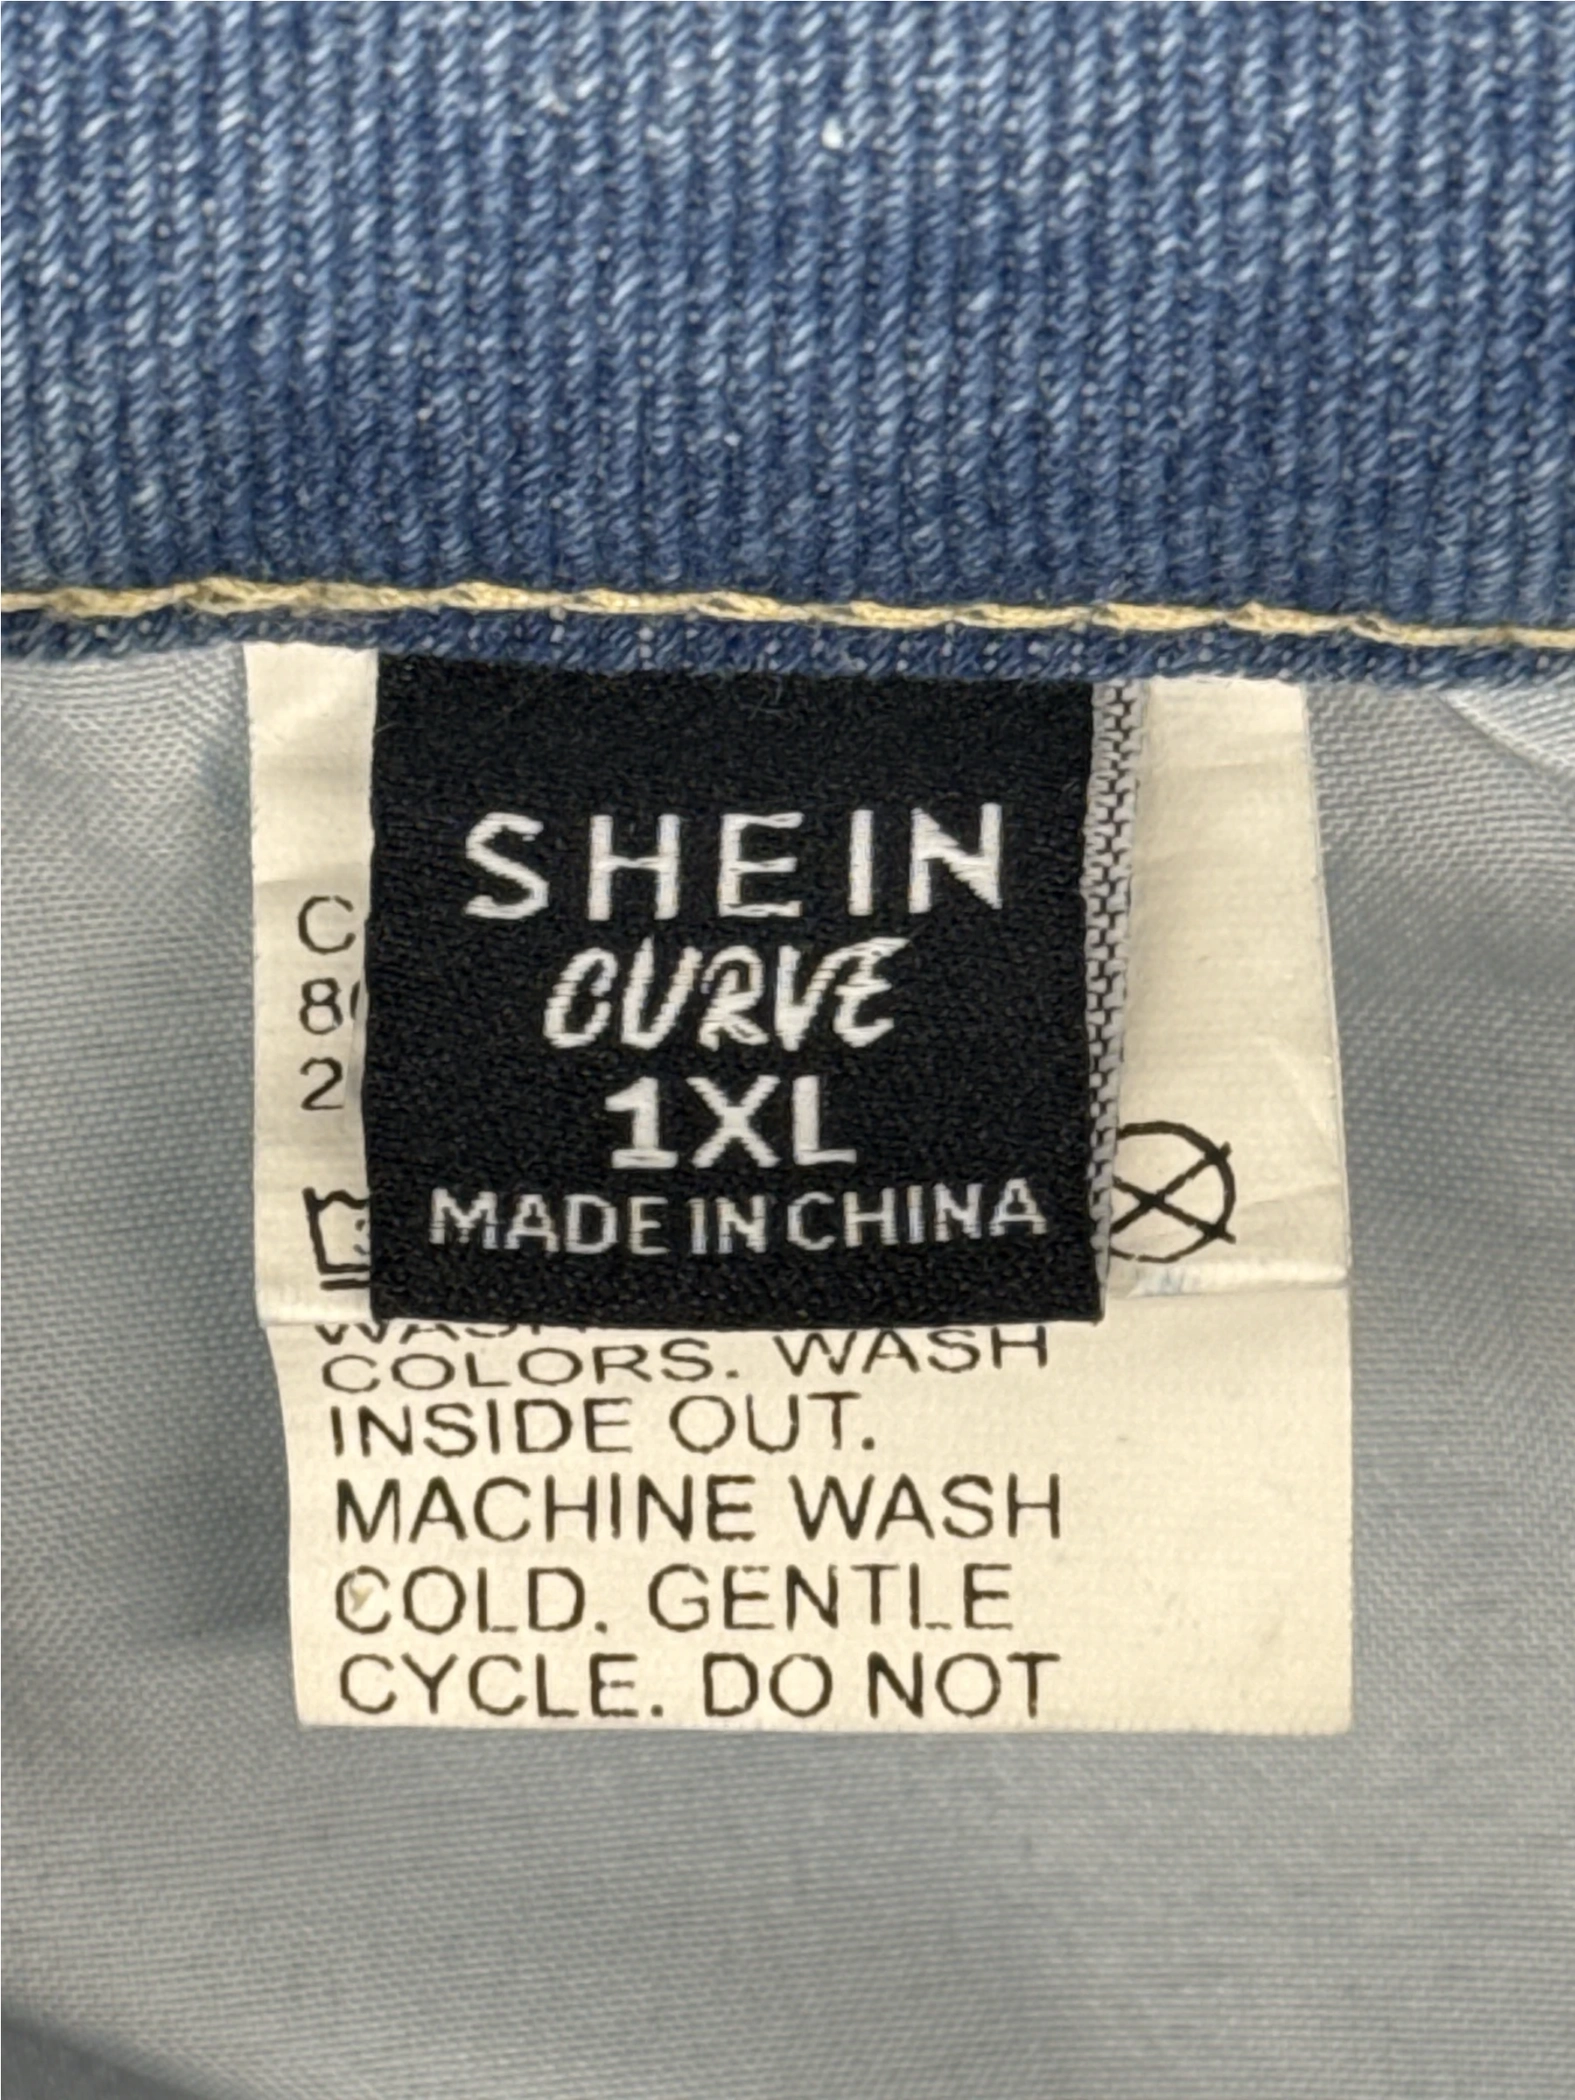 SHEIN
CURVE
1XL
MADE IN CHINA
COLORS. WASH
INSIDE OUT.
MACHINE WASH
COLD. GENTLE
CYCLE. DO NOT